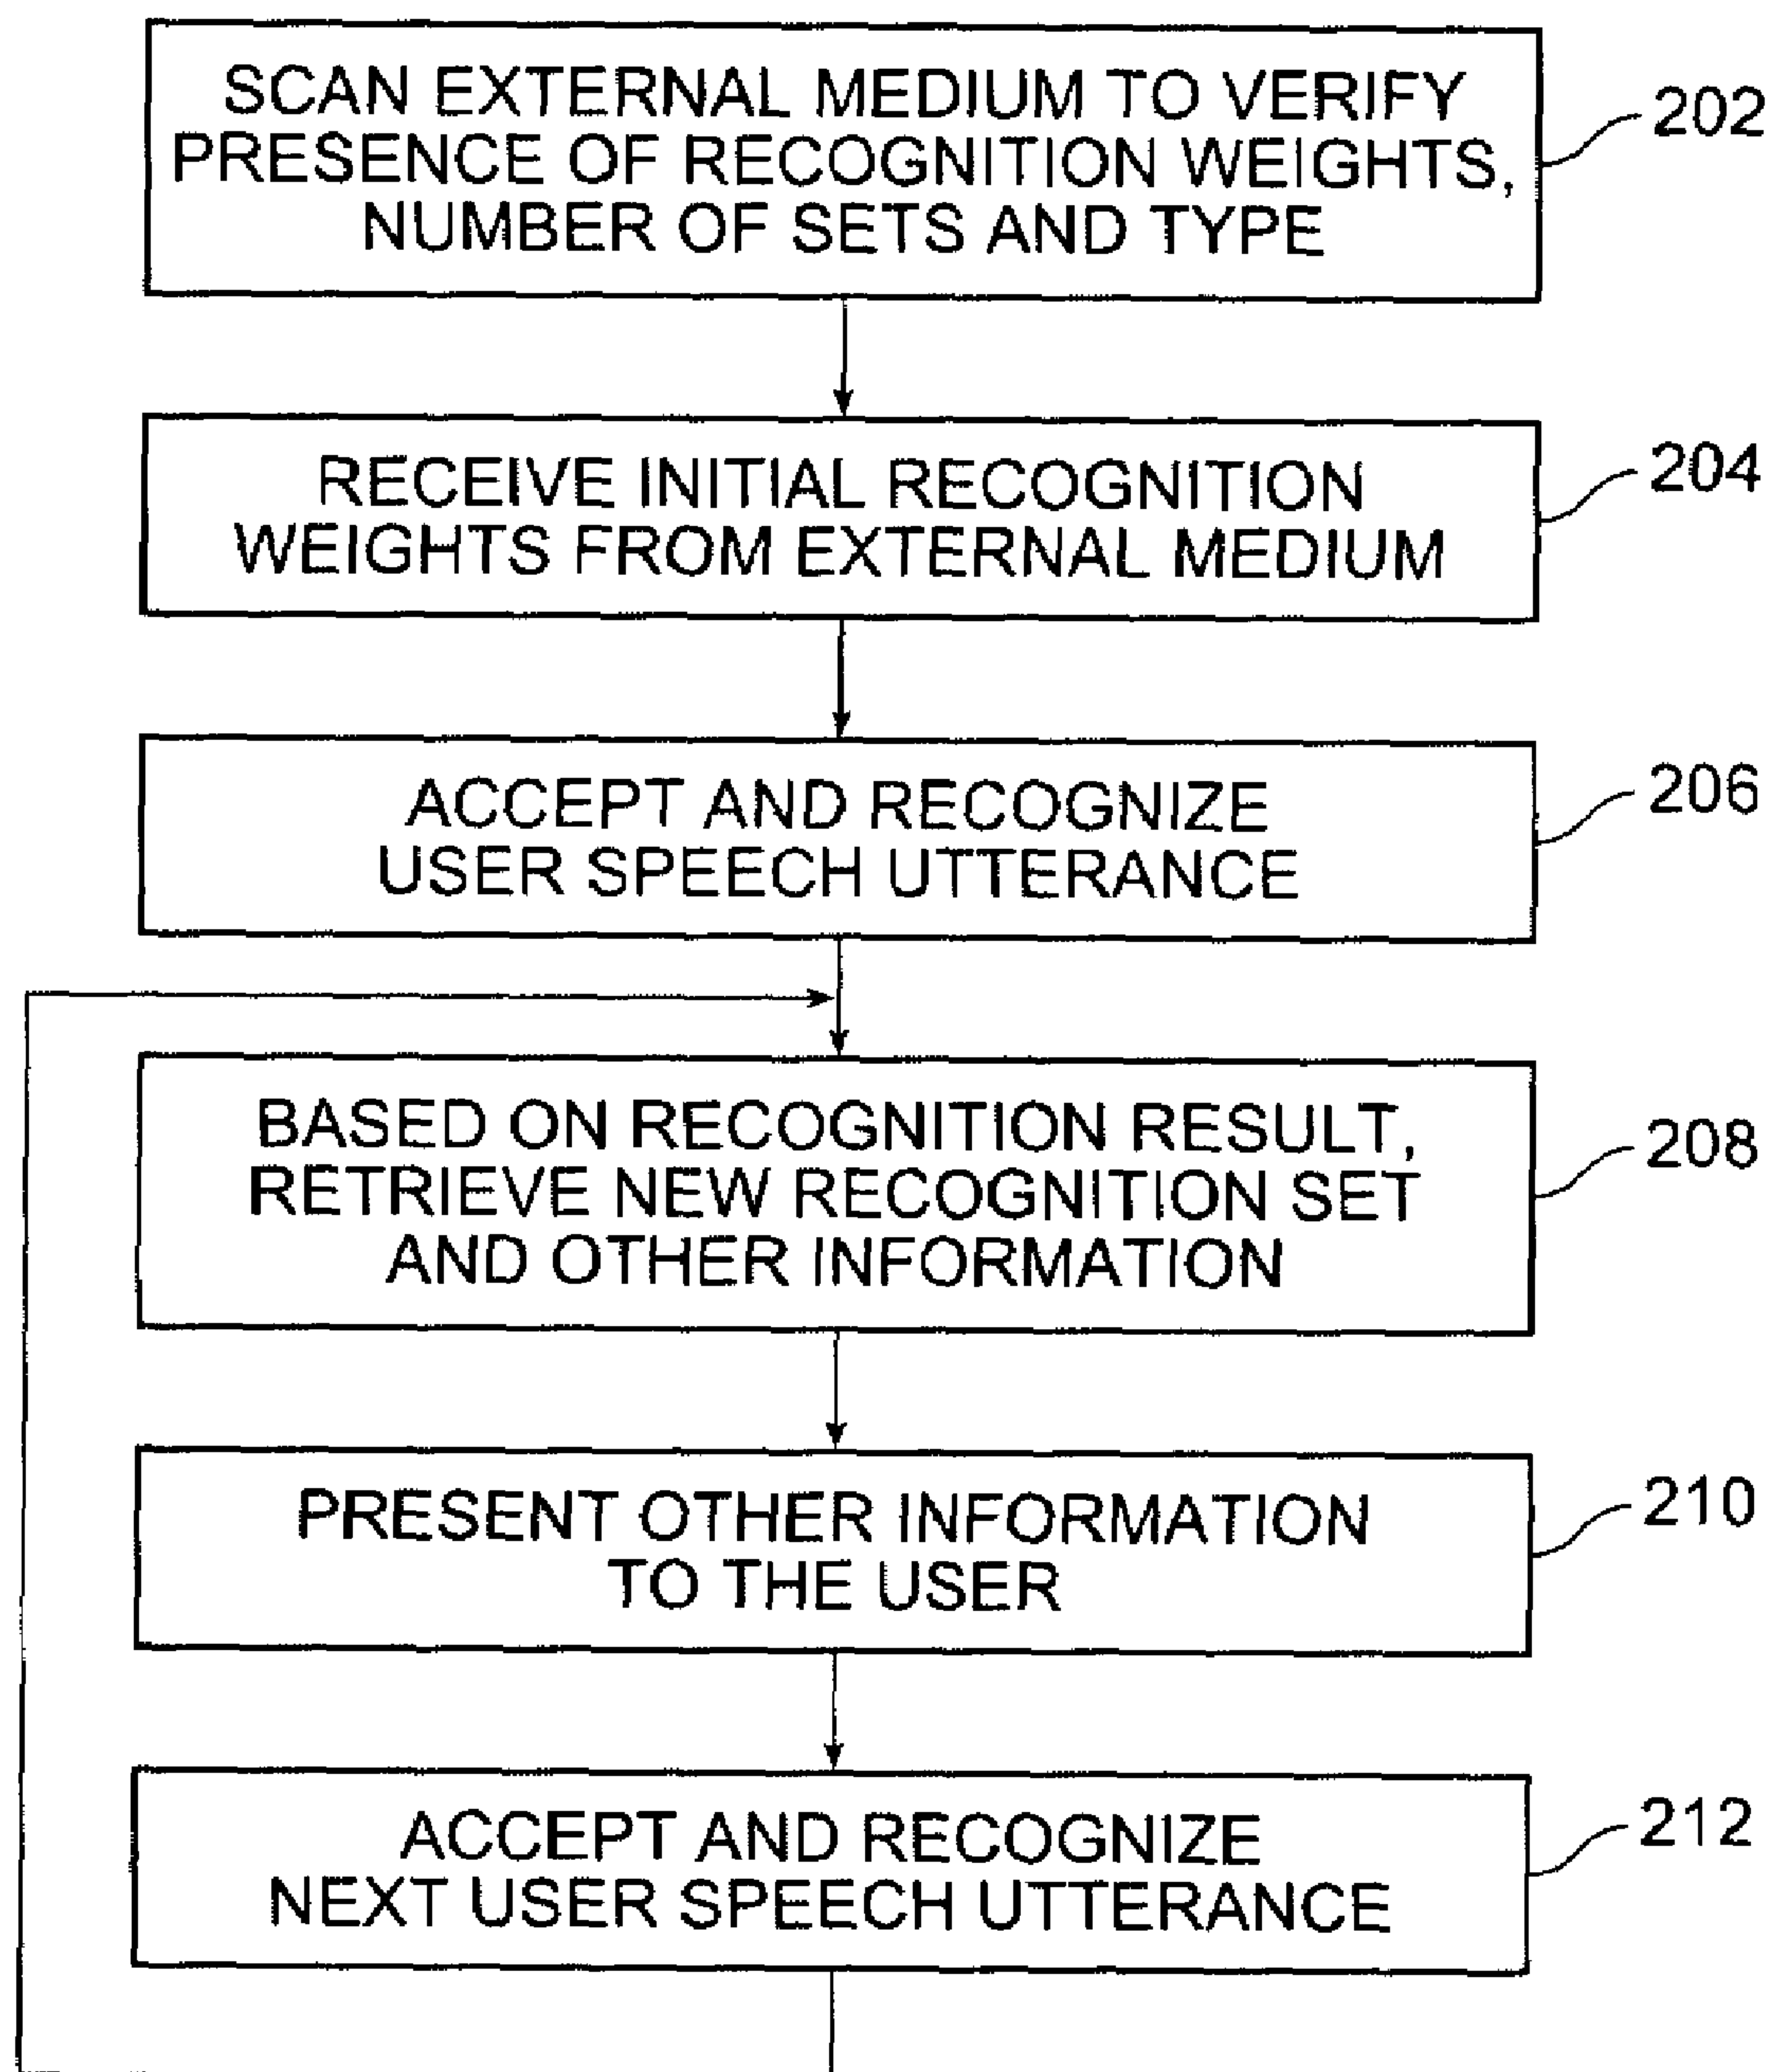 SCAN EXTERNAL MEDIUM TO VERIFY
PRESENCE OF RECOGNITION WEIGHTS,
NUMBER OF SETS AND TYPE
202
RECEIVE INITIAL RECOGNITION
WEIGHTS FROM EXTERNAL MEDIUM
204
ACCEPT AND RECOGNIZE
USER SPEECH UTTERANCE
206
BASED ON RECOGNITION RESULT,
RETRIEVE NEW RECOGNITION SET
AND OTHER INFORMATION
208
PRESENT OTHER INFORMATION
TO THE USER
210
ACCEPT AND RECOGNIZE
NEXT USER SPEECH UTTERANCE
212